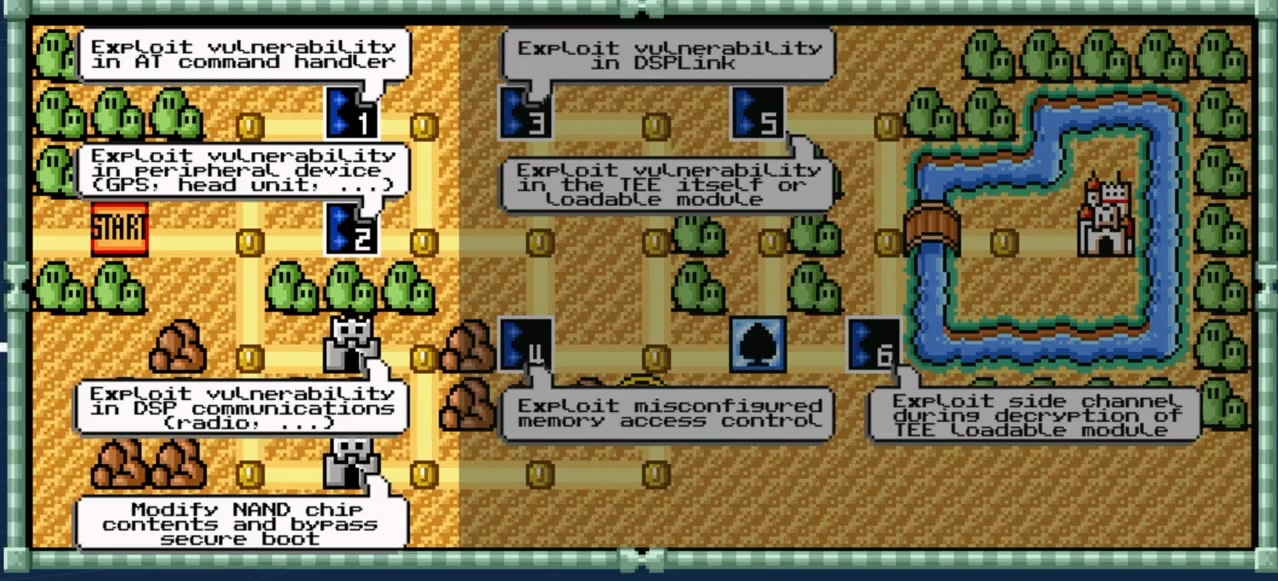 Exploit vulnerability
in AT command handler
1
Exploit vulnerability
in peripheral device
(GPS, head unit, ...)
START
2
Exploit vulnerability
in DSP communications
(radio, ...)
Modify NAND chip
contents and bypass
secure boot
Exploit vulnerability
in DSPLink
3
5
Exploit vulnerability
in the TEE itself or
loadable module
4
6
Exploit misconfigured
memory access control
Exploit side channel
during decryption of
TEE loadable module